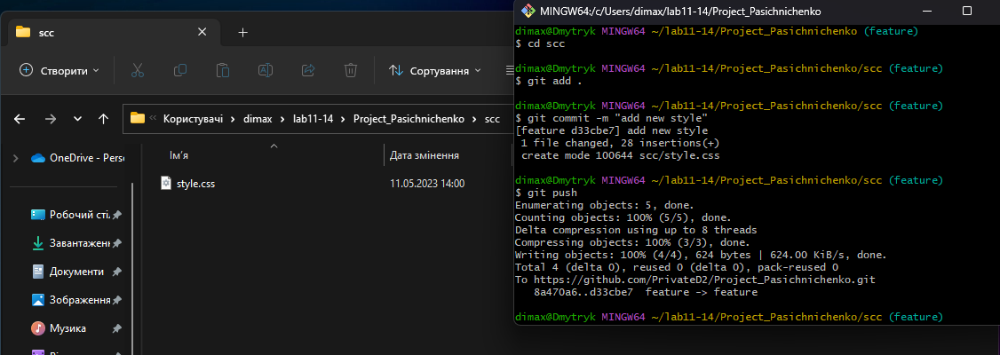 scc
Створити
Сортування
Користувачі dimax lab11-14 Project_Pasichnichenko scc
OneDrive - Perso
Ім'я
Дата змінення
style.css
11.05.2023 14:00
Робочий стіл
Завантажен
Документи
Зображення
Музика
MINGW64:/c/Users/dimax/lab11-14/Project_Pasichnichenko
dimax@Dmytryk MINGW64 ~/lab11-14/Project_Pasichnichenko (feature)
$ cd scc
dimax@Dmytryk MINGW64 ~/lab11-14/Project_Pasichnichenko/scc (feature)
$ git add .
dimax@Dmytryk MINGW64 ~/lab11-14/Project_Pasichnichenko/scc (feature)
$ git commit -m "add new style"
[feature d33cbe7] add new style
1 file changed, 28 insertions(+)
create mode 100644 scc/style.css
dimax@Dmytryk MINGW64 ~/lab11-14/Project_Pasichnichenko/scc (feature)
$ git push
Enumerating objects: 5, done.
Counting objects: 100% (5/5), done.
Delta compression using up to 8 threads
Compressing objects: 100% (3/3), done.
Writing objects: 100% (4/4), 624 bytes | 624.00 KiB/s, done.
Total 4 (delta 0), reused 0 (delta 0), pack-reused 0
To https://github.com/PrivateD2/Project_Pasichnichenko.git
8a470a6..d33cbe7 feature -> feature
dimax@Dmytryk MINGW64 ~/lab11-14/Project_Pasichnichenko/scc (feature)